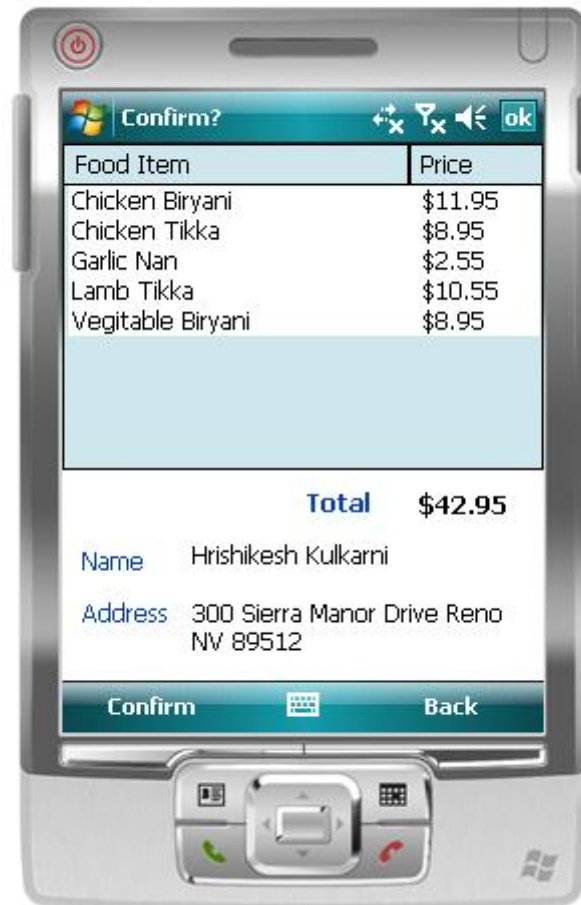 Confirm?
ok
Food Item Price
Chicken Biryani $11.95
Chicken Tikka $8.95
Garlic Nan $2.55
Lamb Tikka $10.55
Vegitable Biryani $8.95
Total $42.95
Name Hrishikesh Kulkarni
Address 300 Sierra Manor Drive Reno
NV 89512
Confirm Back